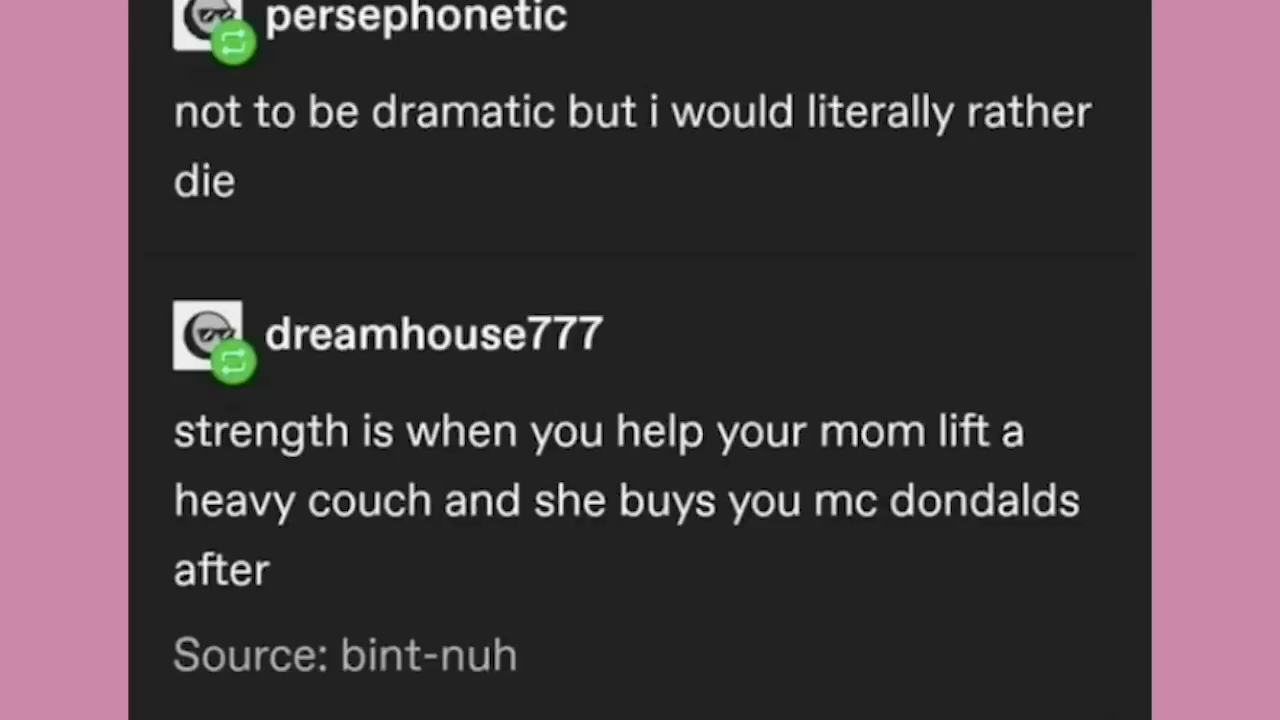 persephonetic
not to be dramatic but i would literally rather
die
dreamhouse777
strength is when you help your mom lift a
heavy couch and she buys you mc dondalds
after
Source: bint-nuh